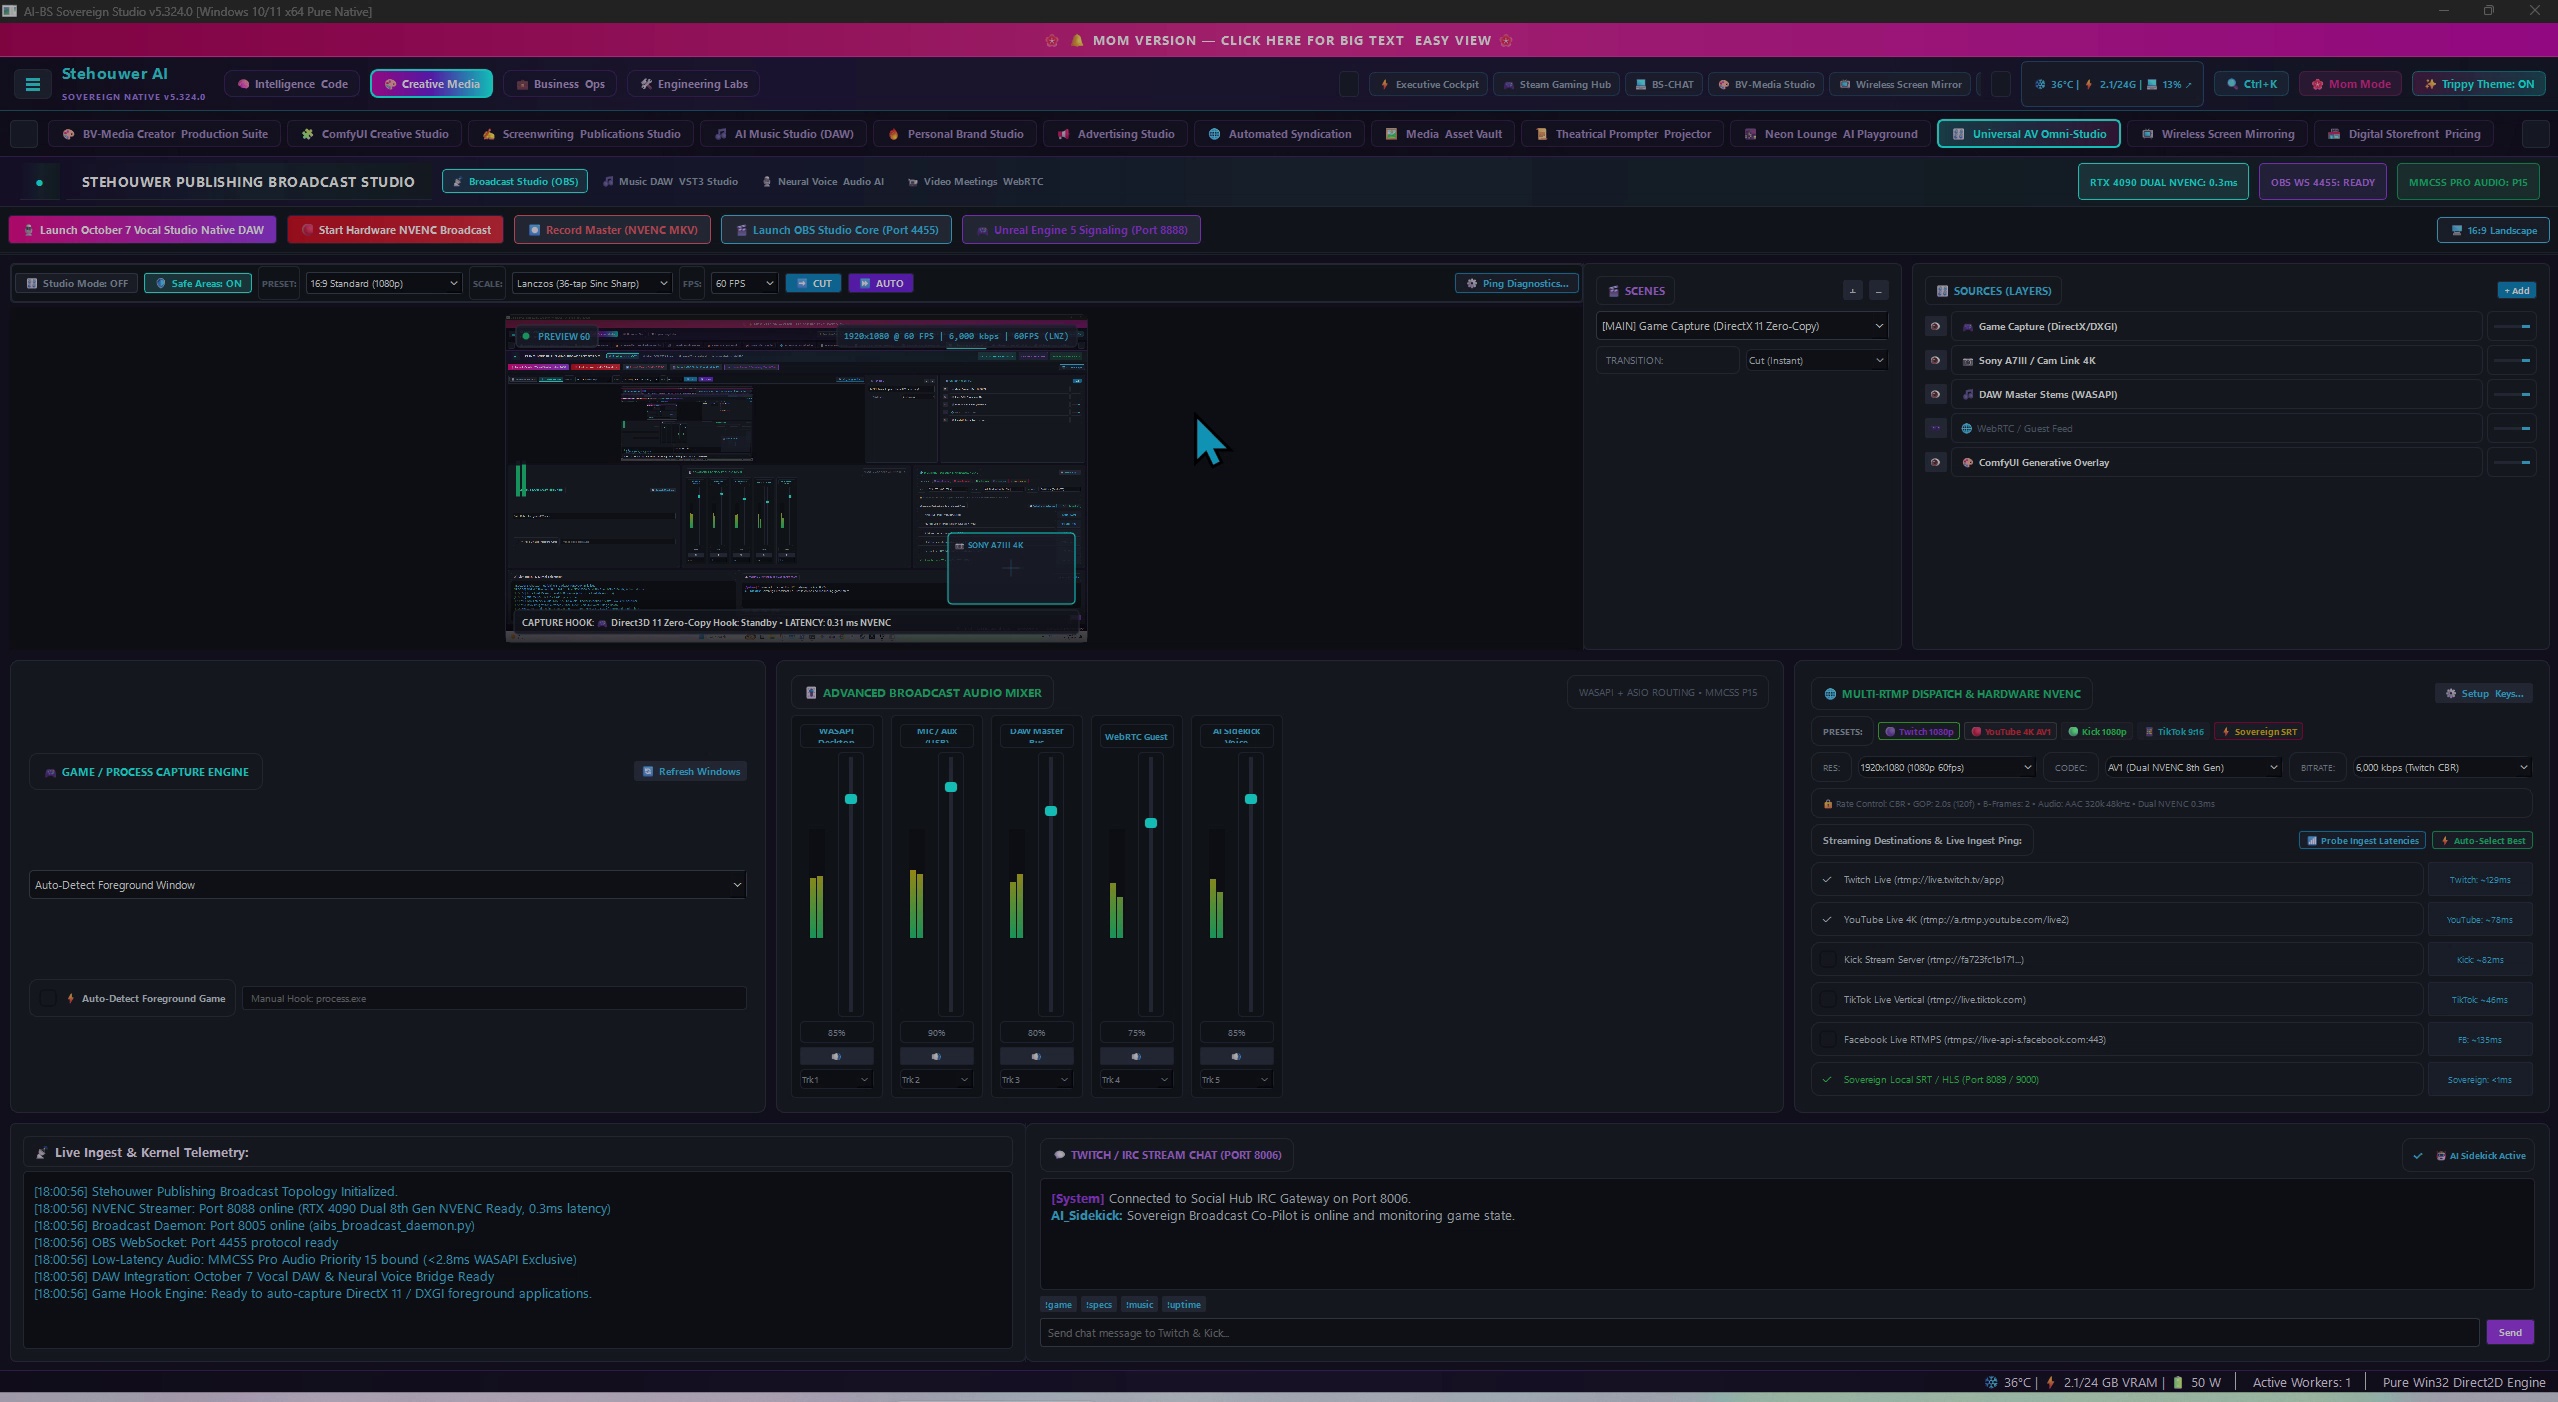 AI-BS Sovereign Studio v5.324.0 [Windows 10/11 x64 Pure Native]
MOM VERSION — CLICK HERE FOR BIG TEXT EASY VIEW
Stehouwer AI
SOVEREIGN NATIVE v5.324.0
Intelligence Code
Creative Media
Business Ops
Engineering Labs
Executive Cockpit
Steam Gaming Hub
BS-CHAT
BV-Media Studio
Wireless Screen Mirror
36°C | 2.1/24G | 13%
Ctrl+K
Mom Mode
Trippy Theme: ON
BV-Media Creator Production Suite
ComfyUI Creative Studio
Screenwriting Publications Studio
AI Music Studio (DAW)
Personal Brand Studio
Advertising Studio
Automated Syndication
Media Asset Vault
Theatrical Prompter Projector
Neon Lounge AI Playground
Universal AV Omni-Studio
Wireless Screen Mirroring
Digital Storefront Pricing
STEHOUWER PUBLISHING BROADCAST STUDIO
Broadcast Studio (OBS)
Music DAW VST3 Studio
Neural Voice Audio AI
Video Meetings WebRTC
RTX 4090 DUAL NVENC: 0.3ms
OBS WS 4455: READY
MMCSS PRO AUDIO: P15
Launch October 7 Vocal Studio Native DAW
Start Hardware NVENC Broadcast
Record Master (NVENC MKV)
Launch OBS Studio Core (Port 4455)
Unreal Engine 5 Signaling (Port 8888)
16:9 Landscape
Studio Mode: OFF
Safe Areas: ON
PRESET:
16:9 Standard (1080p)
SCALE:
Lanczos (36-tap Sinc Sharp)
FPS:
60 FPS
CUT
AUTO
Ping Diagnostics...
PREVIEW 60
1920x1080 @ 60 FPS | 6,000 kbps | 60FPS (LNZ)
SONY A7III 4K
CAPTURE HOOK: Direct3D 11 Zero-Copy Hook: Standby • LATENCY: 0.31 ms NVENC
SCENES
+
–
[MAIN] Game Capture (DirectX 11 Zero-Copy)
TRANSITION:
Cut (Instant)
SOURCES (LAYERS)
+ Add
Game Capture (DirectX/DXGI)
Sony A7III / Cam Link 4K
DAW Master Stems (WASAPI)
WebRTC / Guest Feed
ComfyUI Generative Overlay
GAME / PROCESS CAPTURE ENGINE
Refresh Windows
Auto-Detect Foreground Window
Auto-Detect Foreground Game
Manual Hook: process.exe
ADVANCED BROADCAST AUDIO MIXER
WASAPI + ASIO ROUTING • MMCSS P15
WASAPI Desktop
Mic / Aux (USB)
DAW Master Bus
WebRTC Guest
AI Sidekick Voice
85%
90%
80%
75%
85%
Trk 1
Trk 2
Trk 3
Trk 4
Trk 5
MULTI-RTMP DISPATCH & HARDWARE NVENC
Setup Keys...
PRESETS:
Twitch 1080p
YouTube 4K AV1
Kick 1080p
TikTok 9:16
Sovereign SRT
RES:
1920x1080 (1080p 60fps)
CODEC:
AV1 (Dual NVENC 8th Gen)
BITRATE:
6,000 kbps (Twitch CBR)
Rate Control: CBR • GOP: 2.0s (120f) • B-Frames: 2 • Audio: AAC 320k 48kHz • Dual NVENC 0.3ms
Streaming Destinations & Live Ingest Ping:
Probe Ingest Latencies
Auto-Select Best
Twitch Live (rtmp://live.twitch.tv/app)
Twitch: ~129ms
YouTube Live 4K (rtmp://a.rtmp.youtube.com/live2)
YouTube: ~78ms
Kick Stream Server (rtmp://fa723fc1b171...)
Kick: ~82ms
TikTok Live Vertical (rtmp://live.tiktok.com)
TikTok: ~46ms
Facebook Live RTMPS (rtmps://live-api-s.facebook.com:443)
FB: ~135ms
Sovereign Local SRT / HLS (Port 8089 / 9000)
Sovereign: <1ms
Live Ingest & Kernel Telemetry:
[18:00:56] Stehouwer Publishing Broadcast Topology Initialized.
[18:00:56] NVENC Streamer: Port 8088 online (RTX 4090 Dual 8th Gen NVENC Ready, 0.3ms latency)
[18:00:56] Broadcast Daemon: Port 8005 online (aibs_broadcast_daemon.py)
[18:00:56] OBS WebSocket: Port 4455 protocol ready
[18:00:56] Low-Latency Audio: MMCSS Pro Audio Priority 15 bound (<2.8ms WASAPI Exclusive)
[18:00:56] DAW Integration: October 7 Vocal DAW & Neural Voice Bridge Ready
[18:00:56] Game Hook Engine: Ready to auto-capture DirectX 11 / DXGI foreground applications.
TWITCH / IRC STREAM CHAT (PORT 8006)
AI Sidekick Active
[System] Connected to Social Hub IRC Gateway on Port 8006.
AI_Sidekick: Sovereign Broadcast Co-Pilot is online and monitoring game state.
!game
!specs
!music
!uptime
Send chat message to Twitch & Kick...
Send
36°C | 2.1/24 GB VRAM | 50 W
Active Workers: 1
Pure Win32 Direct2D Engine